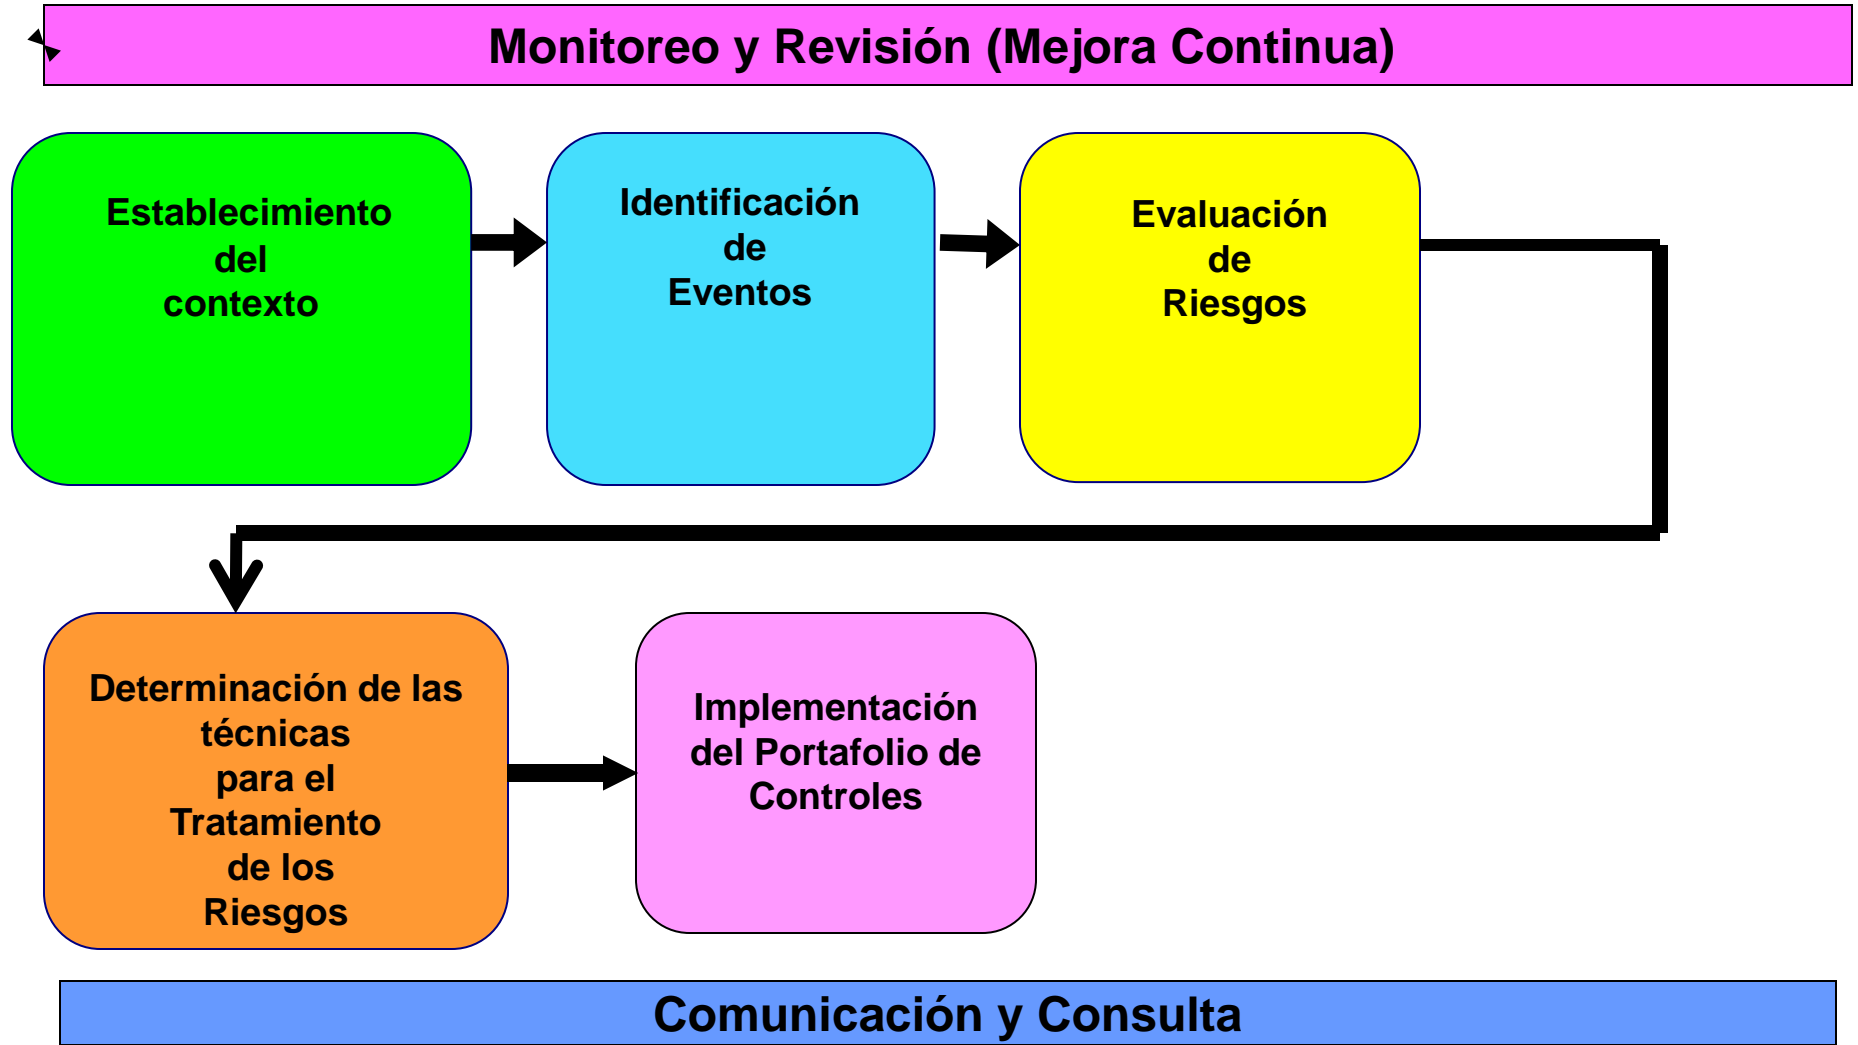 Monitoreo y Revisión (Mejora Continua)
Establecimiento
del
contexto
Identificación
de
Eventos
Evaluación
de
Riesgos
Determinación de las
técnicas
para el
Tratamiento
de los
Riesgos
Implementación
del Portafolio de
Controles
Comunicación y Consulta